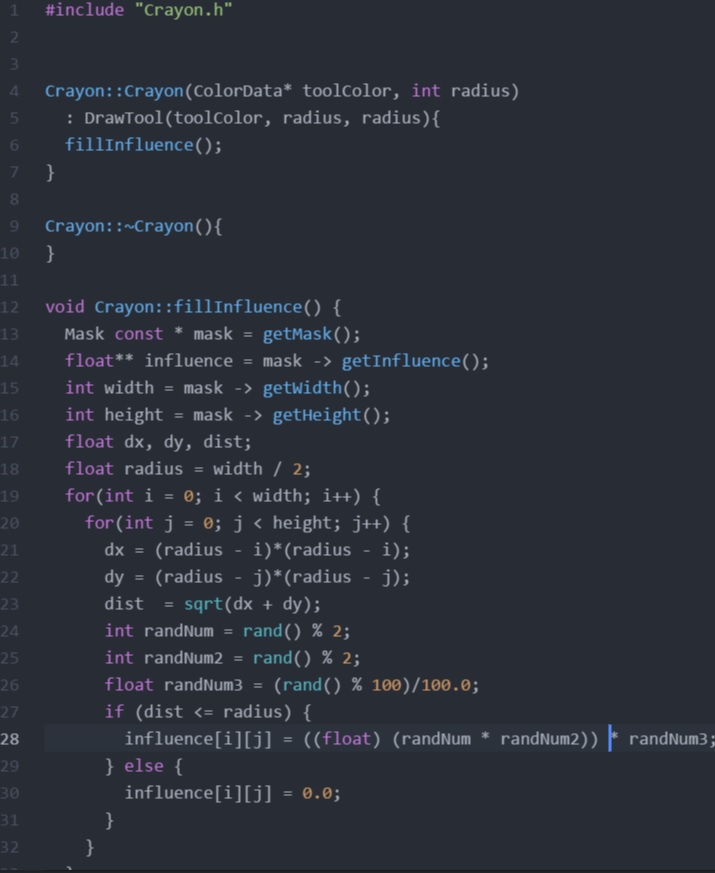 1 #include "Crayon.h"
2
3
4 Crayon::Crayon(ColorData* toolColor, int radius)
5   : DrawTool(toolColor, radius, radius){
6   fillInfluence();
7 }
8
9 Crayon::~Crayon(){
10 }
11
12 void Crayon::fillInfluence() {
13   Mask const * mask = getMask();
14   float** influence = mask -> getInfluence();
15   int width = mask -> getWidth();
16   int height = mask -> getHeight();
17   float dx, dy, dist;
18   float radius = width / 2;
19   for(int i = 0; i < width; i++) {
20     for(int j = 0; j < height; j++) {
21       dx = (radius - i)*(radius - i);
22       dy = (radius - j)*(radius - j);
23       dist  = sqrt(dx + dy);
24       int randNum = rand() % 2;
25       int randNum2 = rand() % 2;
26       float randNum3 = (rand() % 100)/100.0;
27       if (dist <= radius) {
28         influence[i][j] = ((float) (randNum * randNum2)) * randNum3;
29       } else {
30         influence[i][j] = 0.0;
31       }
32     }